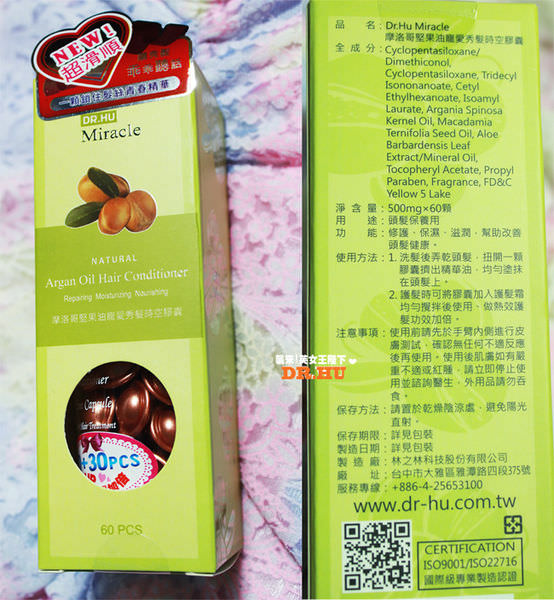 NEW!
超滑順
一顆鎖住髮絲青春精華
DR.HU
Miracle
NATURAL
Argan Oil Hair Conditioner
Repairing Moisturizing Nourishing
摩洛哥堅果油寵愛秀髮時空膠囊
Capsule
Hair Treatment
+30PCS
60 PCS
品名：Dr.Hu Miracle
摩洛哥堅果油寵愛秀髮時空膠囊
全成分：Cyclopentasiloxane/
Dimethiconol,
Cyclopentasiloxane, Tridecyl
Isononanoate, Cetyl
Ethylhexanoate, Isoamyl
Laurate, Argania Spinosa
Kernel Oil, Macadamia
Ternifolia Seed Oil, Aloe
Barbardensis Leaf
Extract/Mineral Oil,
Tocopheryl Acetate, Propyl
Paraben, Fragrance, FD&C
Yellow 5 Lake
淨含量：500mg×60顆
用途：頭髮保養用
功能：修護、保濕、滋潤，幫助改善
頭髮健康。
使用方法：1. 洗髮後弄乾頭髮，扭開一顆
膠囊擠出精華油，均勻塗抹
在頭髮上。
2. 護髮時可將膠囊加入護髮霜
均勻攪拌後使用，做熱效護
髮功效加倍。
注意事項：使用前請先於手臂內側進行皮
膚測試，確認無任何不適反應
後再使用。使用後肌膚如有嚴
重不適或紅腫，請立即停止使
用並諮詢醫生，外用品請勿吞
食。
保存方法：請置於乾燥陰涼處，避免陽光
直射。
保存期限：詳見包裝
製造日期：詳見包裝
製造廠：林之林科技股份有限公司
廠址：台中市大雅區雅潭路四段375號
服務專線：+886-4-25653100
www.dr-hu.com.tw
CERTIFICATION
ISO9001/ISO22716
國際級專業製造認證
英女王陛下
DR.HU